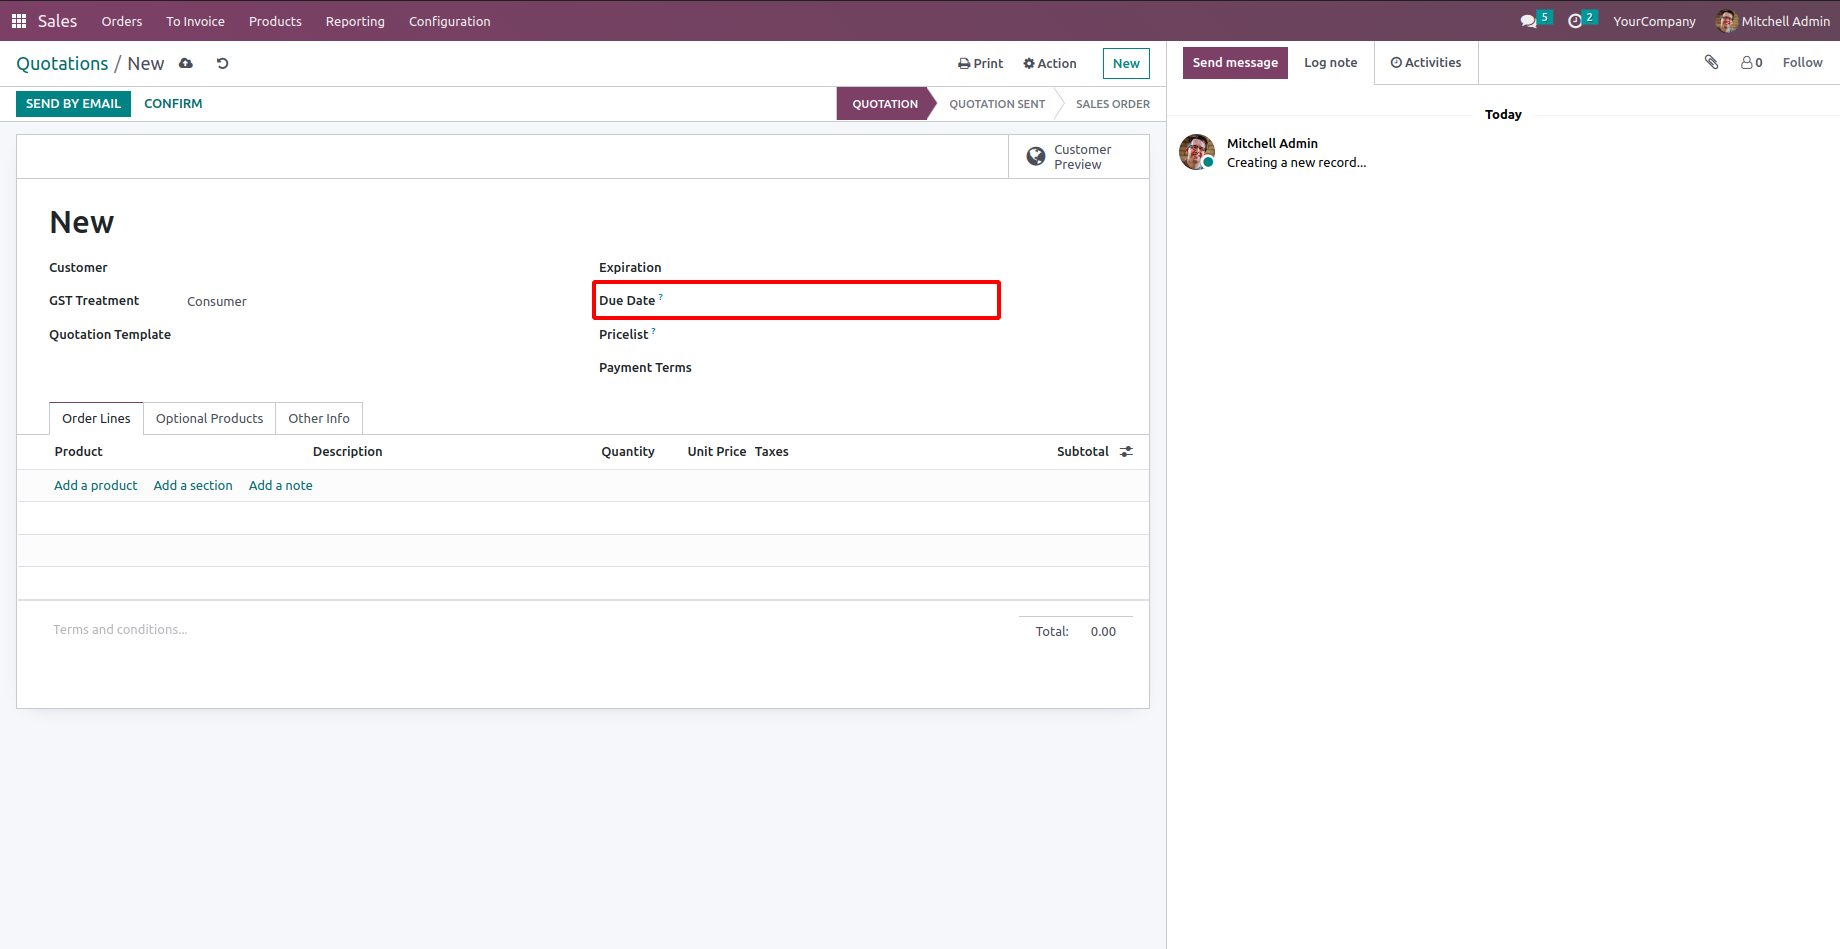 Sales Orders To Invoice Products Reporting Configuration 5 2 YourCompany Mitchell Admin
Quotations / New Print Action New
SEND BY EMAIL CONFIRM QUOTATION QUOTATION SENT SALES ORDER
Customer
Preview
New
Customer
GST Treatment Consumer
Quotation Template
Expiration
Due Date ?
Pricelist ?
Payment Terms
Order Lines Optional Products Other Info
Product Description Quantity Unit Price Taxes Subtotal
Add a product Add a section Add a note
Terms and conditions...
Total: 0.00
Send message Log note Activities 0 Follow
Today
Mitchell Admin
Creating a new record...